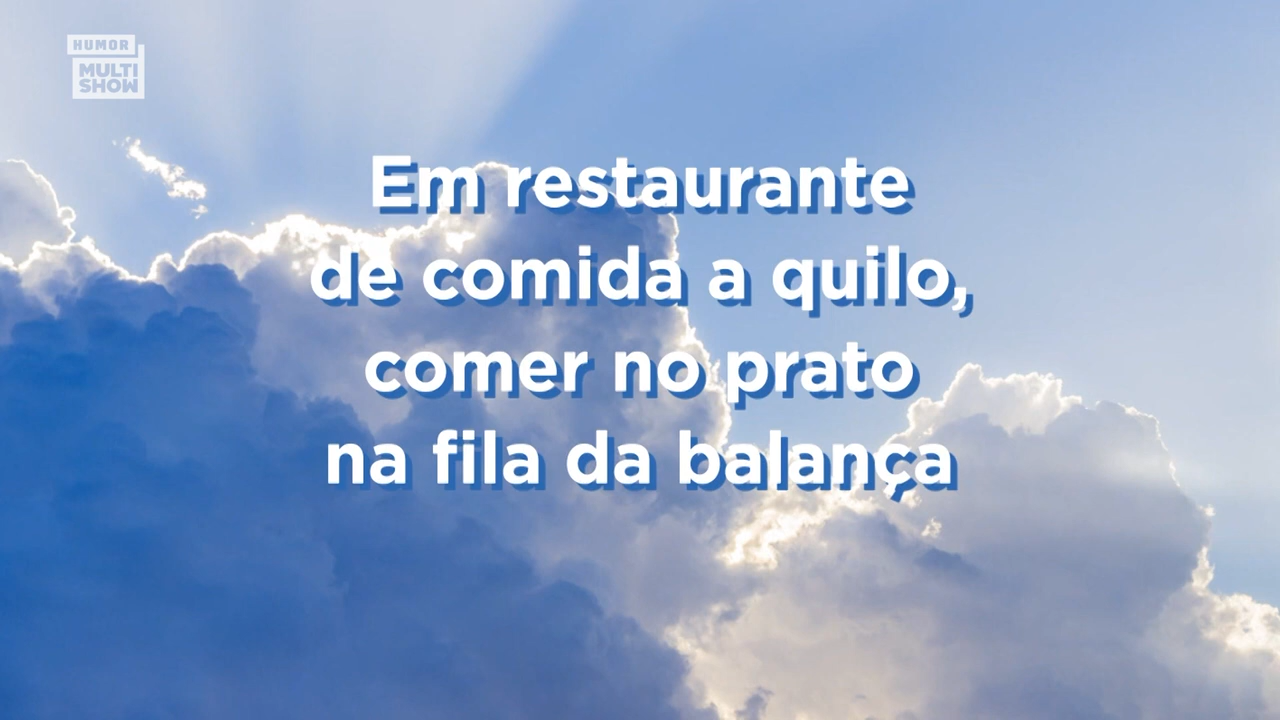 HUMOR
MULTI
SHOW
Em restaurante
de comida a quilo,
comer no prato
na fila da balança